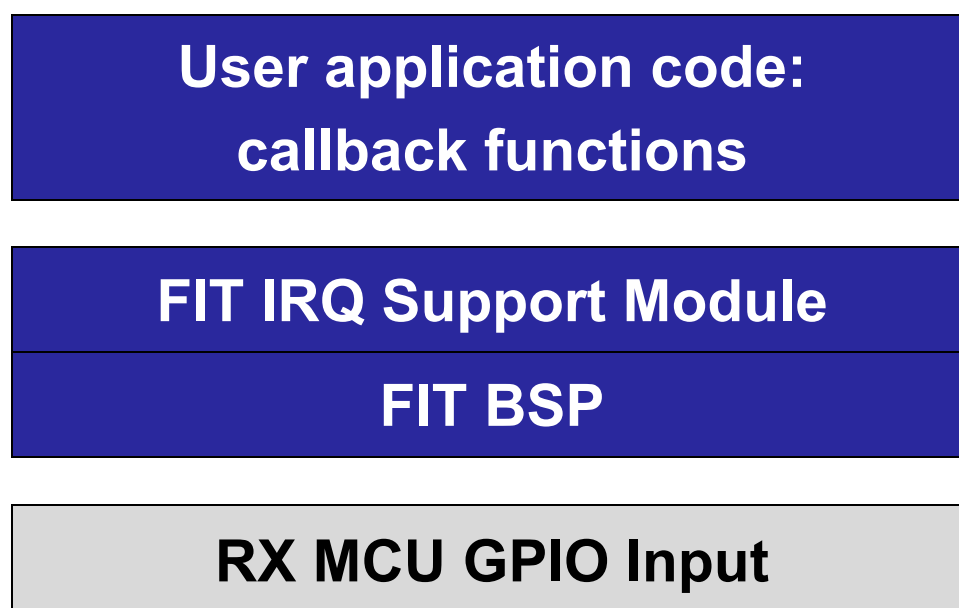 User application code:
callback functions
FIT IRQ Support Module
FIT BSP
RX MCU GPIO Input